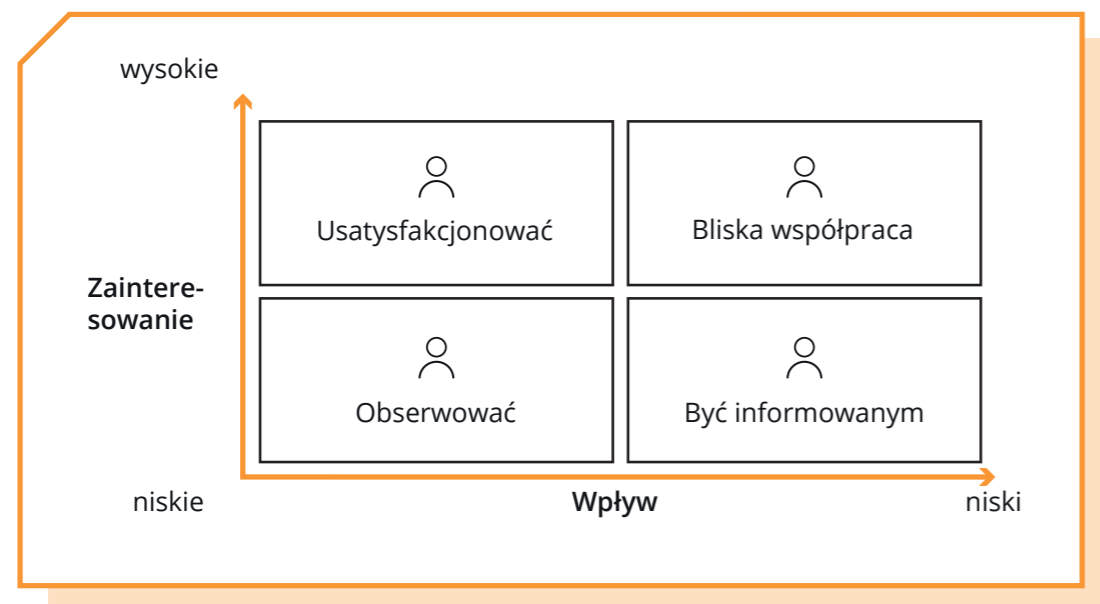 wysokie
Usatysfakcjonować
Bliska współpraca
Zaintere-
sowanie
Obserwować
Być informowanym
niskie
Wpływ
niski